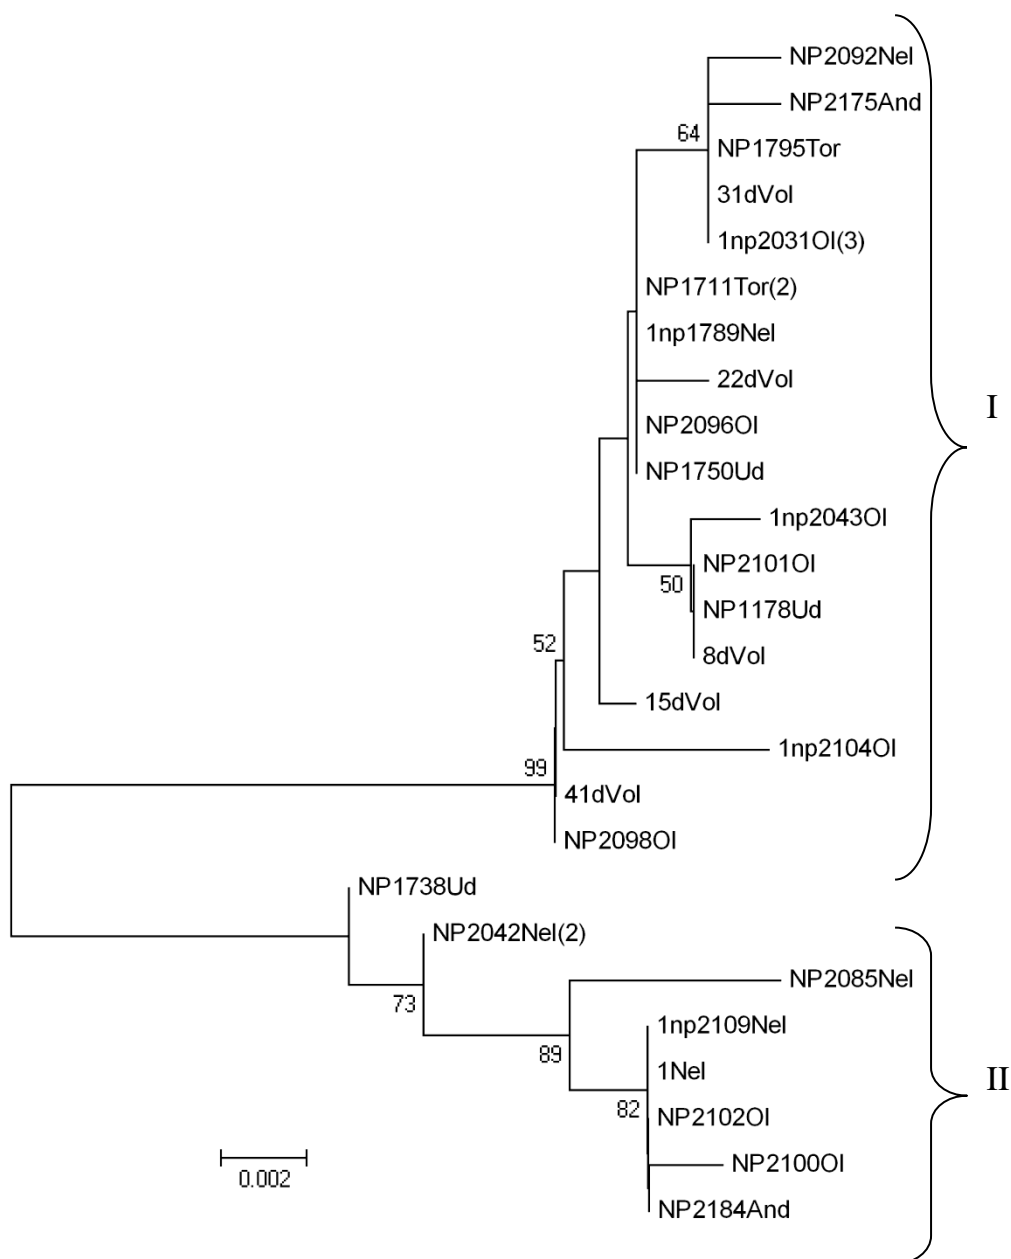 NP2092Nel
NP2175And
64
NP1795Tor
31dVol
1np2031Ol(3)
NP1711Tor(2)
1np1789Nel
22dVol
I
NP2096Ol
NP1750Ud
1np2043Ol
NP2101Ol
50
NP1178Ud
8dVol
52
15dVol
1np2104Ol
99
41dVol
NP2098Ol
NP1738Ud
NP2042Nel(2)
NP2085Nel
73
1np2109Nel
89
1Nel
II
82
NP2102Ol
NP2100Ol
0.002
NP2184And